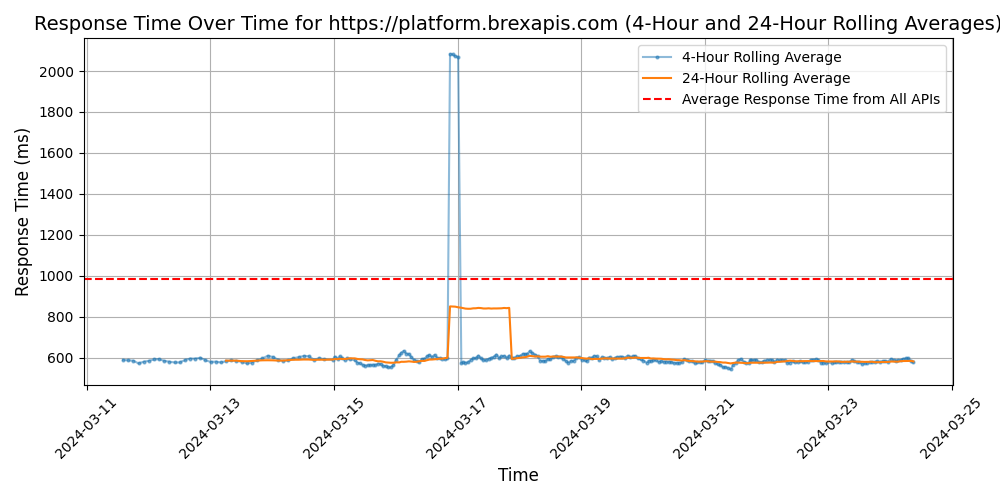 Response Time Over Time for https://platform.brexapis.com (4-Hour and 24-Hour Rolling Averages)
4-Hour Rolling Average
24-Hour Rolling Average
Average Response Time from All APIs
Response Time (ms)
2000
1800
1600
1400
1200
1000
800
600
2024-03-11
2024-03-13
2024-03-15
2024-03-17
2024-03-19
2024-03-21
2024-03-23
2024-03-25
Time